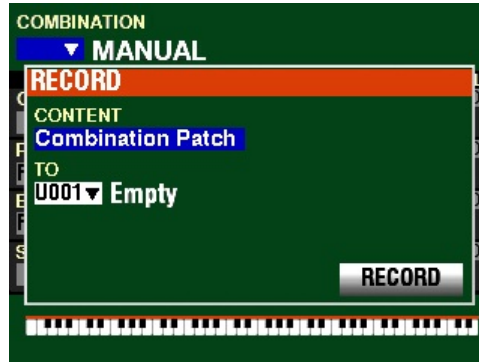 COMBINATION
▼ MANUAL
RECORD
CONTENT
Combination Patch
TO
U001▼ Empty
RECORD